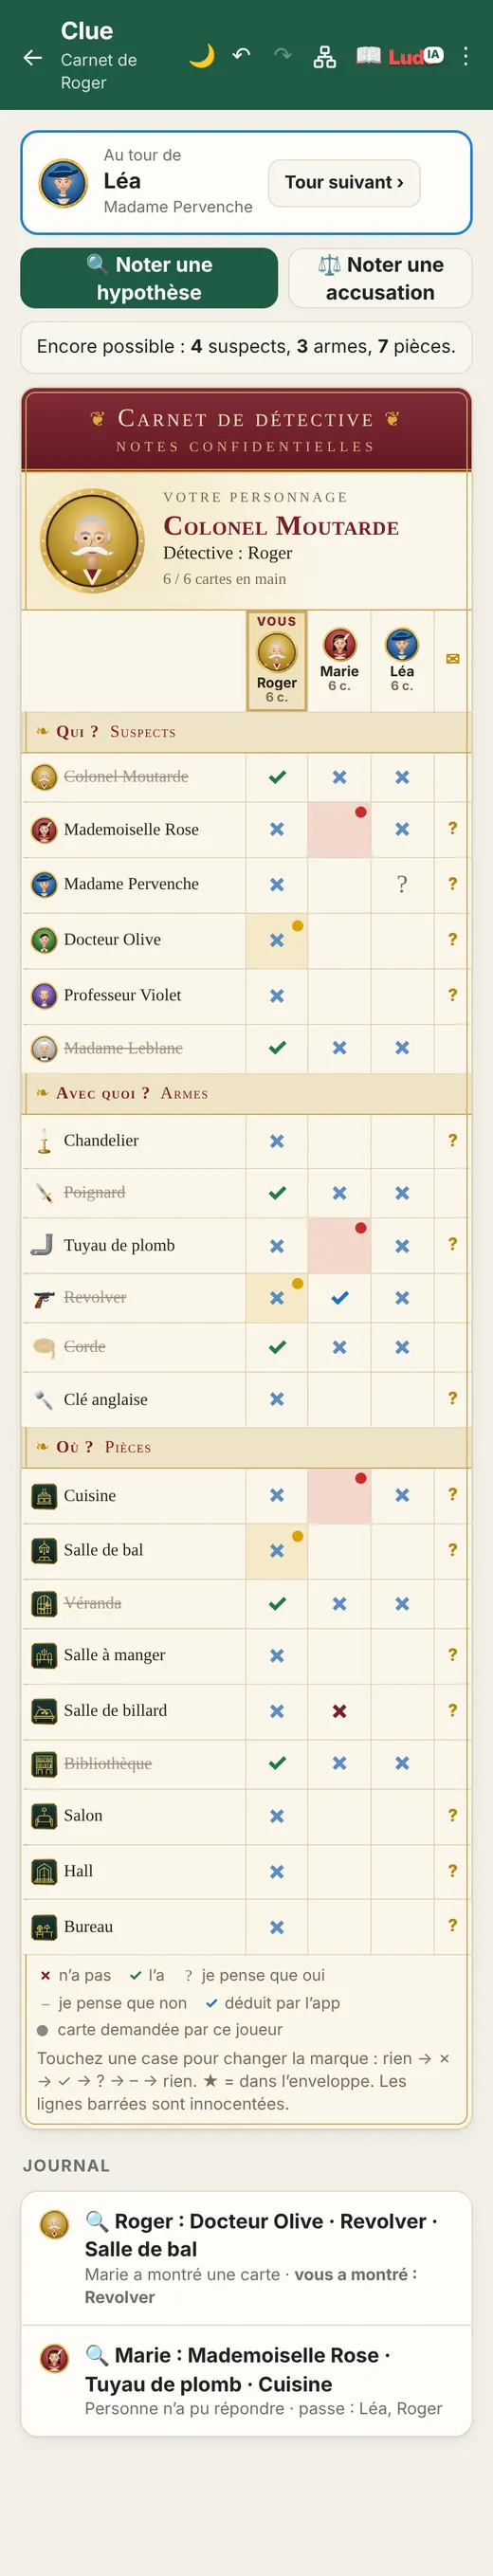 Clue
Carnet de
Roger
Lud IA
Au tour de
Léa
Madame Pervenche
Tour suivant ›
🔍 Noter une
hypothèse
⚖️ Noter une
accusation
Encore possible : 4 suspects, 3 armes, 7 pièces.
❦ Carnet de détective ❦
NOTES CONFIDENTIELLES
VOTRE PERSONNAGE
Colonel Moutarde
Détective : Roger
6 / 6 cartes en main
VOUS
Roger
6 c.
Marie
6 c.
Léa
6 c.
✉
❧ Qui ? Suspects
Colonel Moutarde ✓ × ×
Mademoiselle Rose × × ?
Madame Pervenche × ? ?
Docteur Olive × ?
Professeur Violet × ?
Madame Leblanc ✓ × ×
❧ Avec quoi ? Armes
Chandelier × ?
Poignard ✓ × ×
Tuyau de plomb × × ?
Revolver × ✓ ×
Corde ✓ × ×
Clé anglaise × ?
❧ Où ? Pièces
Cuisine × × ?
Salle de bal × ?
Véranda ✓ × ×
Salle à manger × ?
Salle de billard × × ?
Bibliothèque ✓ × ×
Salon × ?
Hall × ?
Bureau × ?
× n’a pas ✓ l’a ? je pense que oui
– je pense que non ✓ déduit par l’app
● carte demandée par ce joueur
Touchez une case pour changer la marque : rien → ×
→ ✓ → ? → – → rien. ★ = dans l’enveloppe. Les
lignes barrées sont innocentées.
JOURNAL
🔍 Roger : Docteur Olive · Revolver ·
Salle de bal
Marie a montré une carte · vous a montré :
Revolver
🔍 Marie : Mademoiselle Rose ·
Tuyau de plomb · Cuisine
Personne n’a pu répondre · passe : Léa, Roger